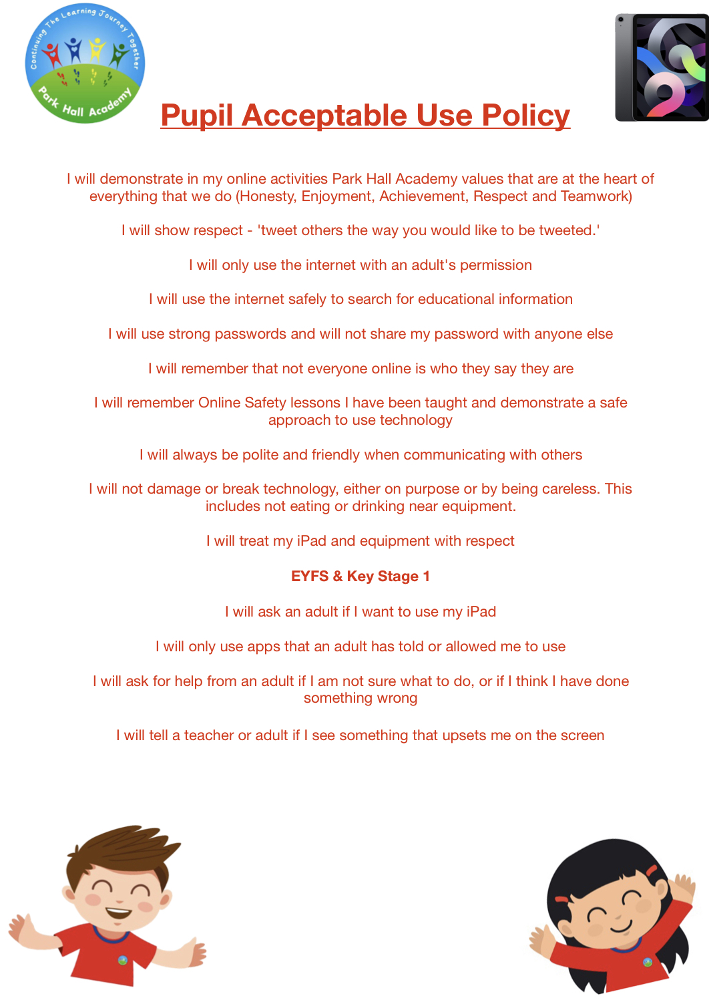 Continuing The Learning Journey Together
Park Hall Academy
Pupil Acceptable Use Policy
I will demonstrate in my online activities Park Hall Academy values that are at the heart of
everything that we do (Honesty, Enjoyment, Achievement, Respect and Teamwork)
I will show respect - 'tweet others the way you would like to be tweeted.'
I will only use the internet with an adult's permission
I will use the internet safely to search for educational information
I will use strong passwords and will not share my password with anyone else
I will remember that not everyone online is who they say they are
I will remember Online Safety lessons I have been taught and demonstrate a safe
approach to use technology
I will always be polite and friendly when communicating with others
I will not damage or break technology, either on purpose or by being careless. This
includes not eating or drinking near equipment.
I will treat my iPad and equipment with respect
EYFS & Key Stage 1
I will ask an adult if I want to use my iPad
I will only use apps that an adult has told or allowed me to use
I will ask for help from an adult if I am not sure what to do, or if I think I have done
something wrong
I will tell a teacher or adult if I see something that upsets me on the screen